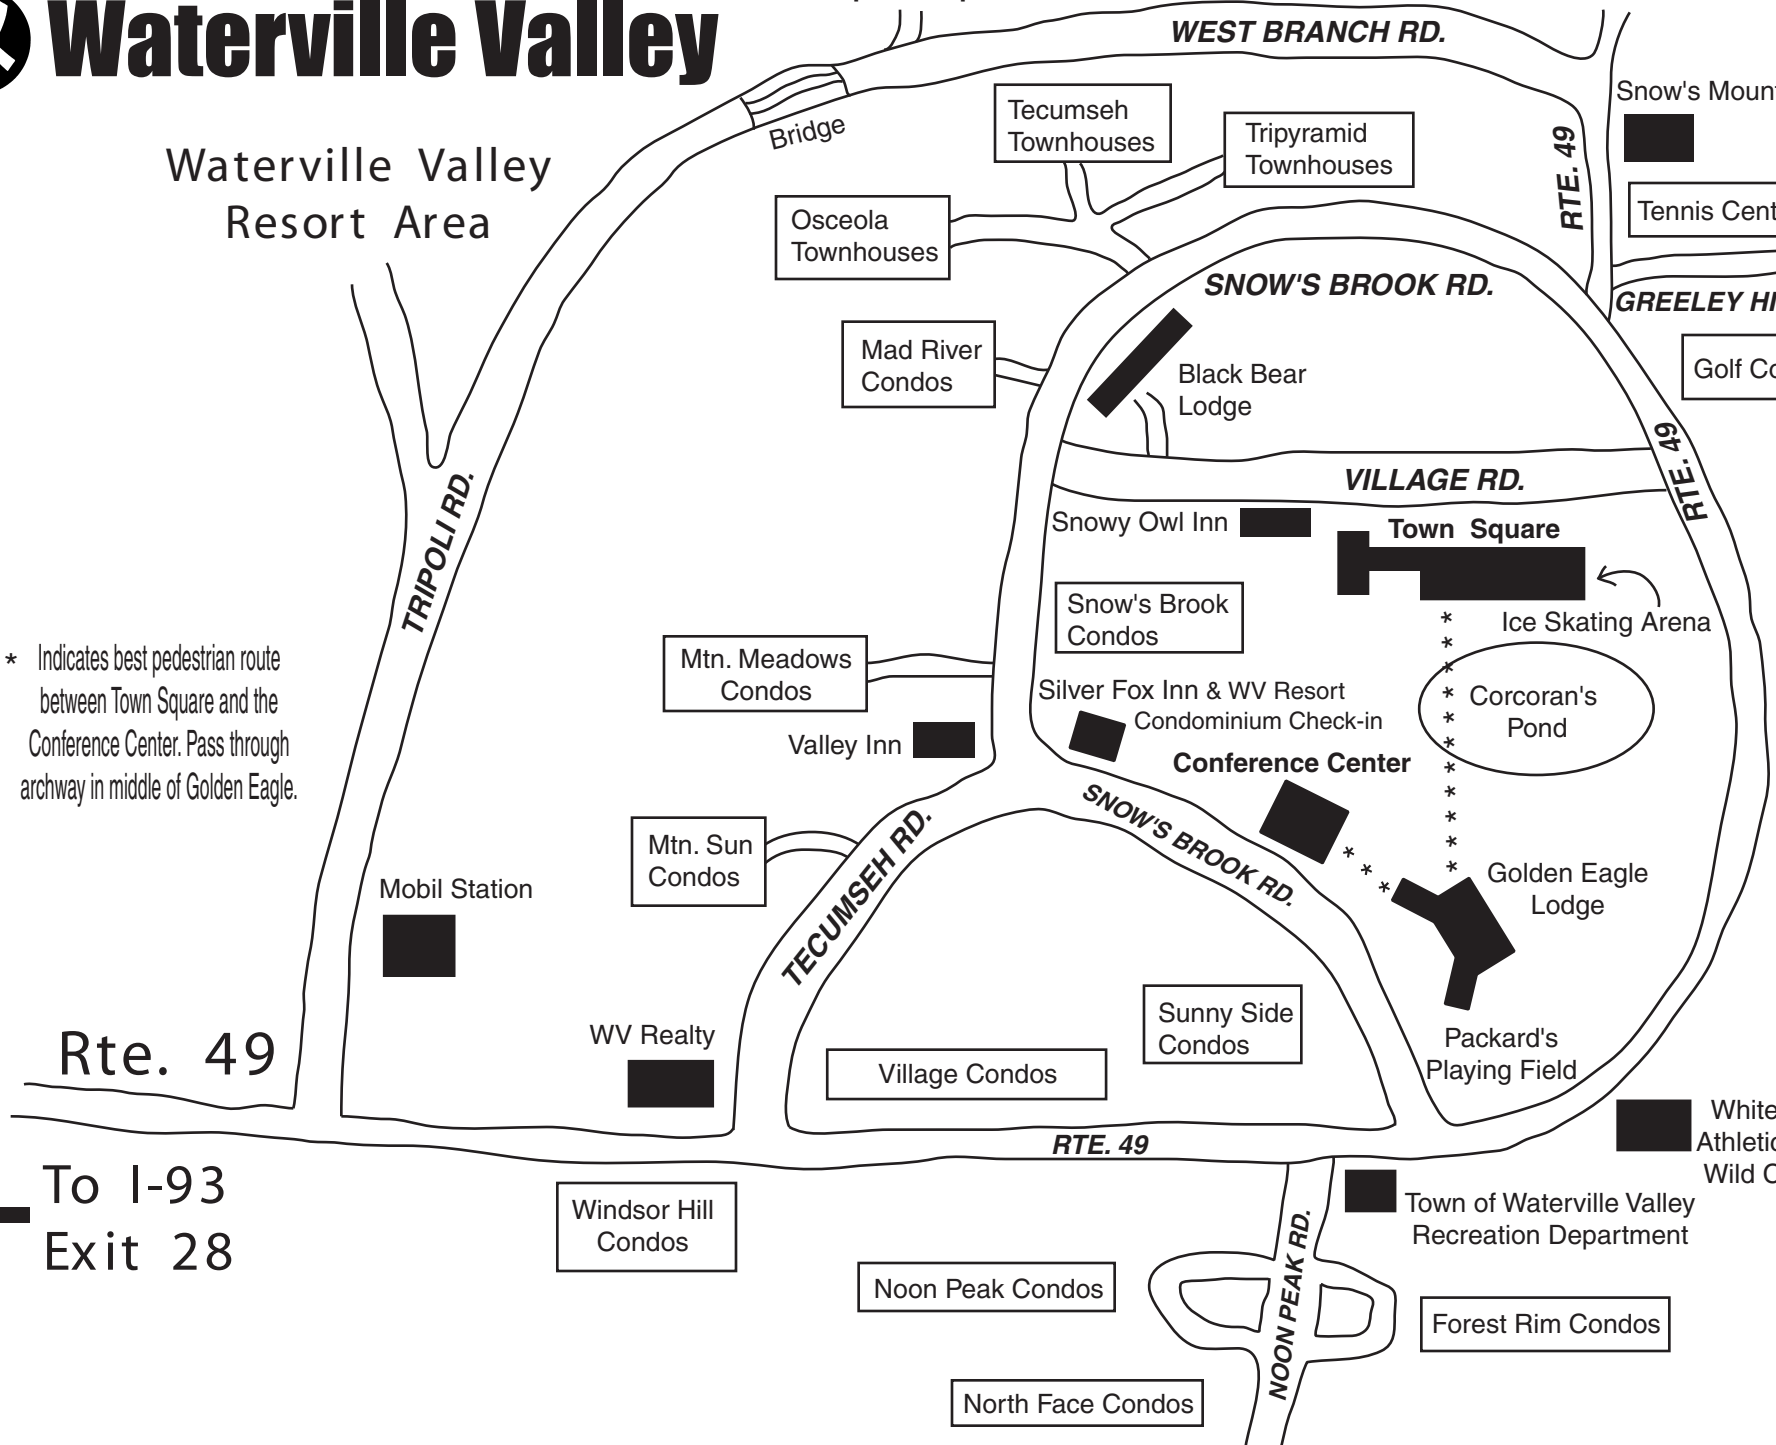 Waterville Valley
WEST BRANCH RD.
Snow's
Bridge
Tecumseh
Townhouses
Tripyramid
Townhouses
RTE. 49
Waterville Valley
Resort Area
Osceola
Townhouses
Tennis
SNOW'S BROOK RD.
GREELEY
Mad River
Condos
Black Bear
Lodge
Golf
RTE. 49
VILLAGE RD.
TRIPOLI RD.
Snowy Owl Inn
Town Square
Snow's Brook
Condos
Ice Skating Arena
* Indicates best pedestrian route
between Town Square and the
Conference Center. Pass through
archway in middle of Golden Eagle.
Mtn. Meadows
Condos
Silver Fox Inn & WV Resort
Condominium Check-in
Corcoran's
Pond
Valley Inn
Conference Center
SNOW'S BROOK RD.
Mtn. Sun
Condos
TECUMSEH RD.
Mobil Station
Golden Eagle
Lodge
Sunny Side
Condos
WV Realty
Village Condos
Packard's
Playing Field
Rte. 49
RTE. 49
White
Wild
To I-93
Exit 28
Windsor Hill
Condos
Town of Waterville Valley
Recreation Department
NOON PEAK RD.
Noon Peak Condos
Forest Rim Condos
North Face Condos